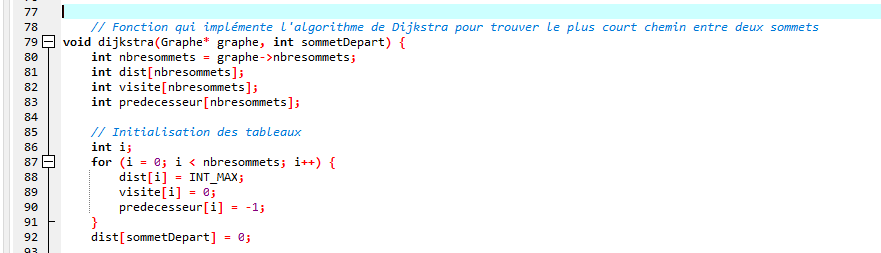 77
78 // Fonction qui implémente l'algorithme de Dijkstra pour trouver le plus court chemin entre deux sommets
79 void dijkstra(Graphe* graphe, int sommetDepart) {
80 int nbresommets = graphe->nbresommets;
81 int dist[nbresommets];
82 int visite[nbresommets];
83 int predecesseur[nbresommets];
84
85 // Initialisation des tableaux
86 int i;
87 for (i = 0; i < nbresommets; i++) {
88 dist[i] = INT_MAX;
89 visite[i] = 0;
90 predecesseur[i] = -1;
91 }
92 dist[sommetDepart] = 0;